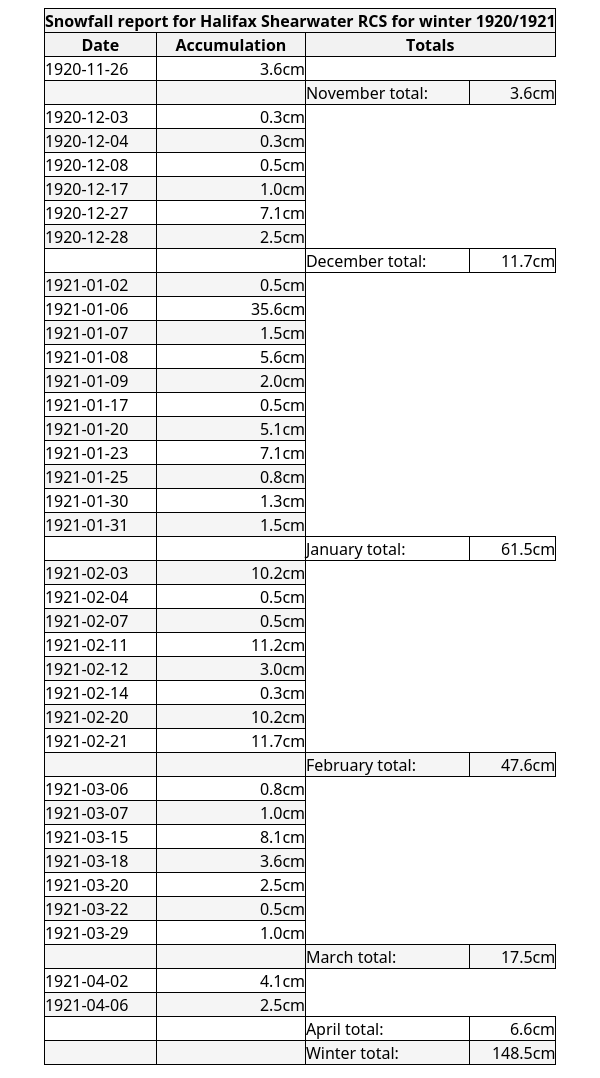 Snowfall report for Halifax Shearwater RCS for winter 1920/1921
Date Accumulation Totals
1920-11-26 3.6cm
November total: 3.6cm
1920-12-03 0.3cm
1920-12-04 0.3cm
1920-12-08 0.5cm
1920-12-17 1.0cm
1920-12-27 7.1cm
1920-12-28 2.5cm
December total: 11.7cm
1921-01-02 0.5cm
1921-01-06 35.6cm
1921-01-07 1.5cm
1921-01-08 5.6cm
1921-01-09 2.0cm
1921-01-17 0.5cm
1921-01-20 5.1cm
1921-01-23 7.1cm
1921-01-25 0.8cm
1921-01-30 1.3cm
1921-01-31 1.5cm
January total: 61.5cm
1921-02-03 10.2cm
1921-02-04 0.5cm
1921-02-07 0.5cm
1921-02-11 11.2cm
1921-02-12 3.0cm
1921-02-14 0.3cm
1921-02-20 10.2cm
1921-02-21 11.7cm
February total: 47.6cm
1921-03-06 0.8cm
1921-03-07 1.0cm
1921-03-15 8.1cm
1921-03-18 3.6cm
1921-03-20 2.5cm
1921-03-22 0.5cm
1921-03-29 1.0cm
March total: 17.5cm
1921-04-02 4.1cm
1921-04-06 2.5cm
April total: 6.6cm
Winter total: 148.5cm